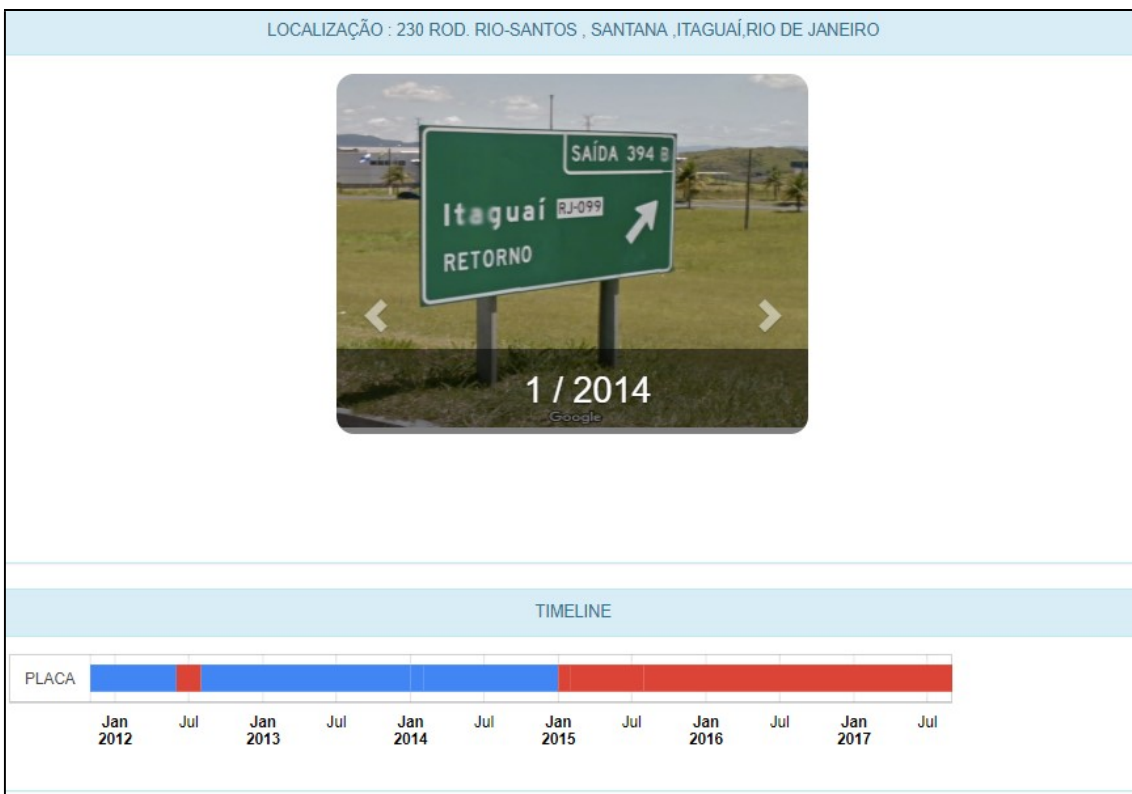 LOCALIZAÇÃO : 230 ROD. RIO-SANTOS , SANTANA ,ITAGUAÍ,RIO DE JANEIRO
SAÍDA 394 B
Itaguaí RJ-099
RETORNO
1 / 2014
Google
TIMELINE
PLACA
Jan Jul Jan Jul Jan Jul Jan Jul Jan Jul Jan Jul
2012 2013 2014 2015 2016 2017